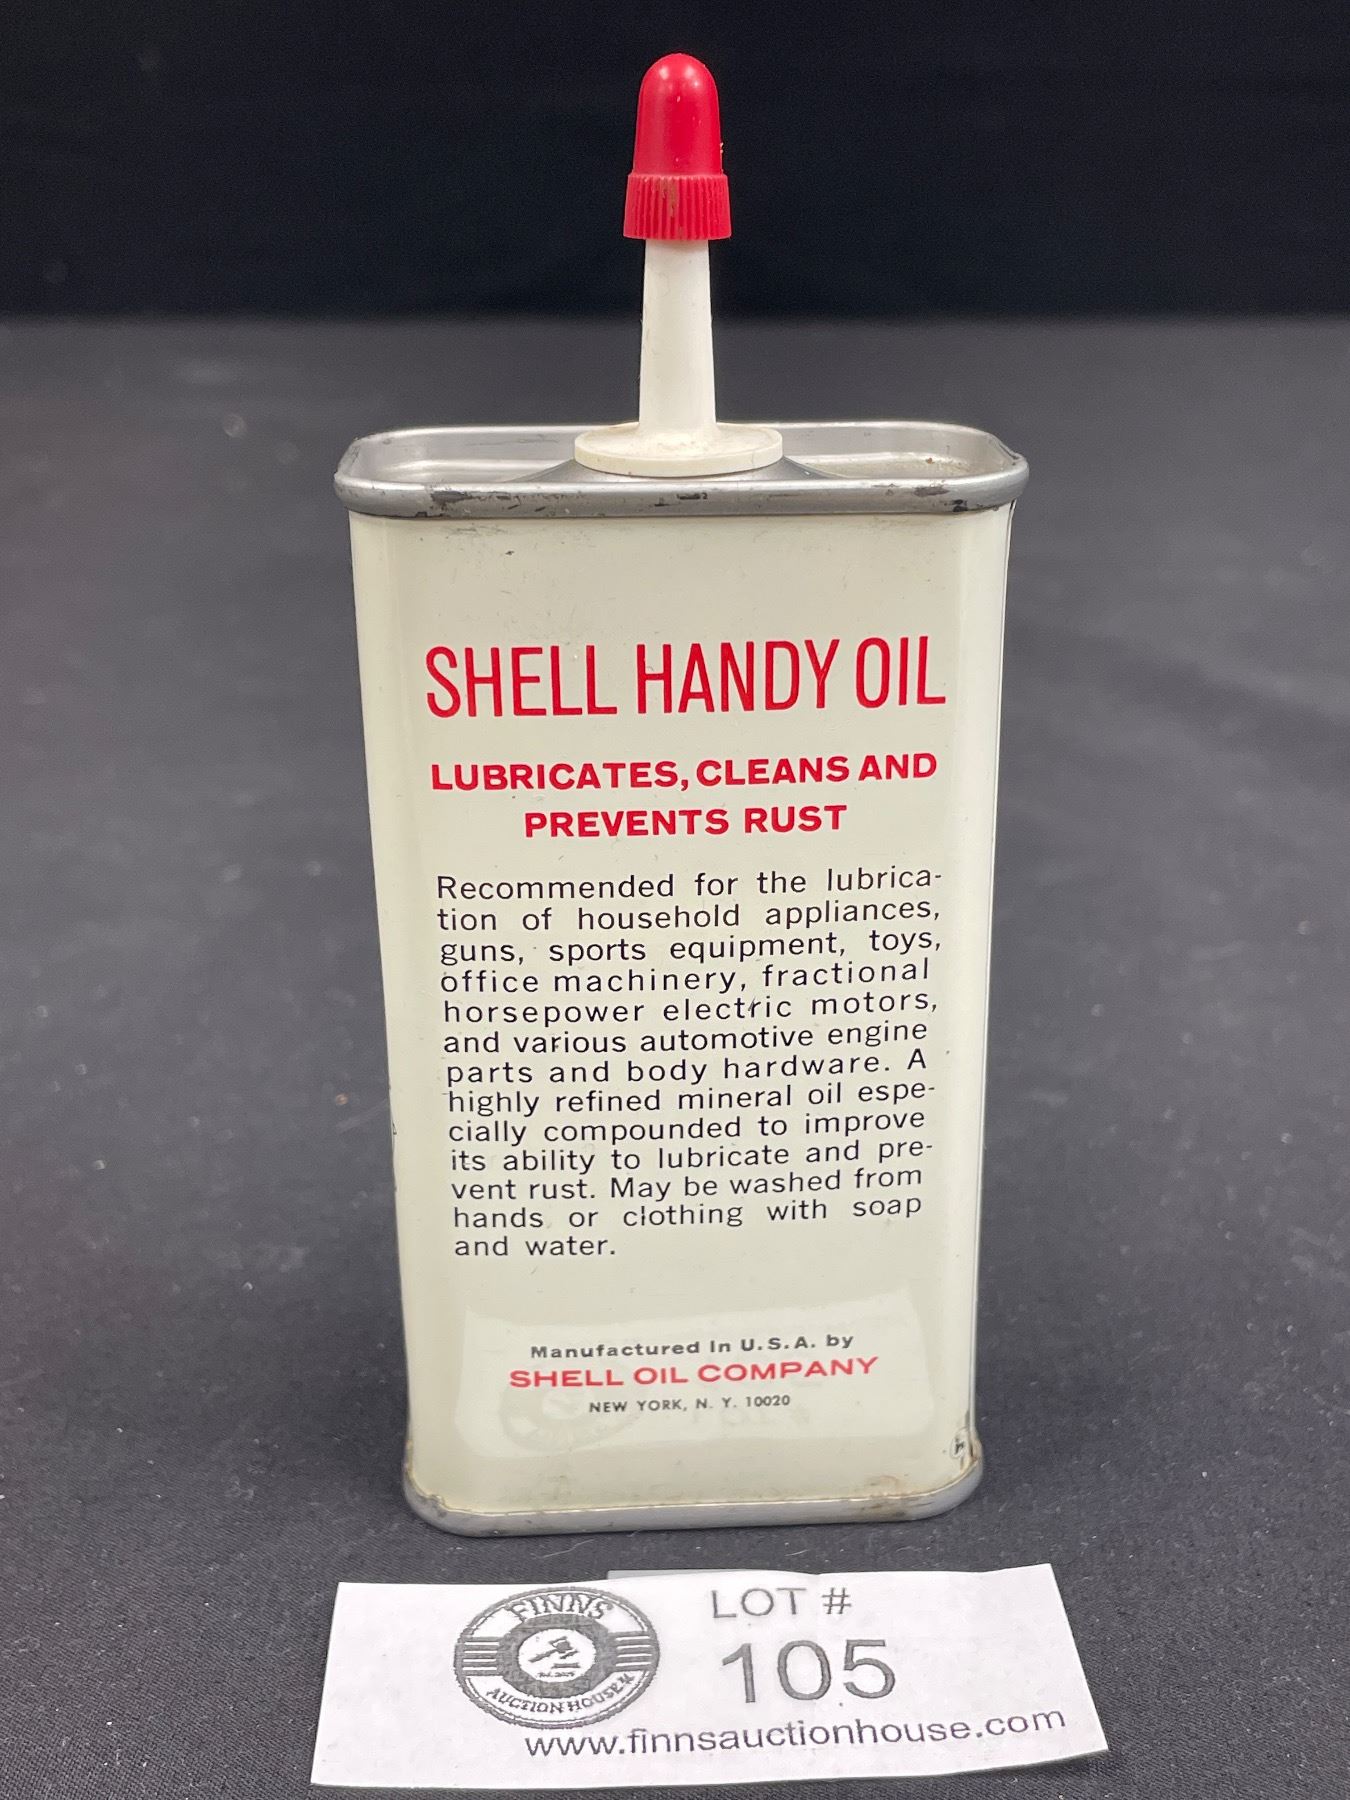 SHELL HANDY OIL
LUBRICATES, CLEANS AND
PREVENTS RUST
Recommended for the lubrica-
tion of household appliances,
guns, sports equipment, toys,
office machinery, fractional
horsepower electric motors,
and various automotive engine
parts and body hardware. A
highly refined mineral oil espe-
cially compounded to improve
its ability to lubricate and pre-
vent rust. May be washed from
hands or clothing with soap
and water.
Manufactured in U.S.A. by
SHELL OIL COMPANY
NEW YORK, N. Y. 10020
FINNS
AUCTION HOUSE
LOT #
105
www.finnsauctionhouse.com